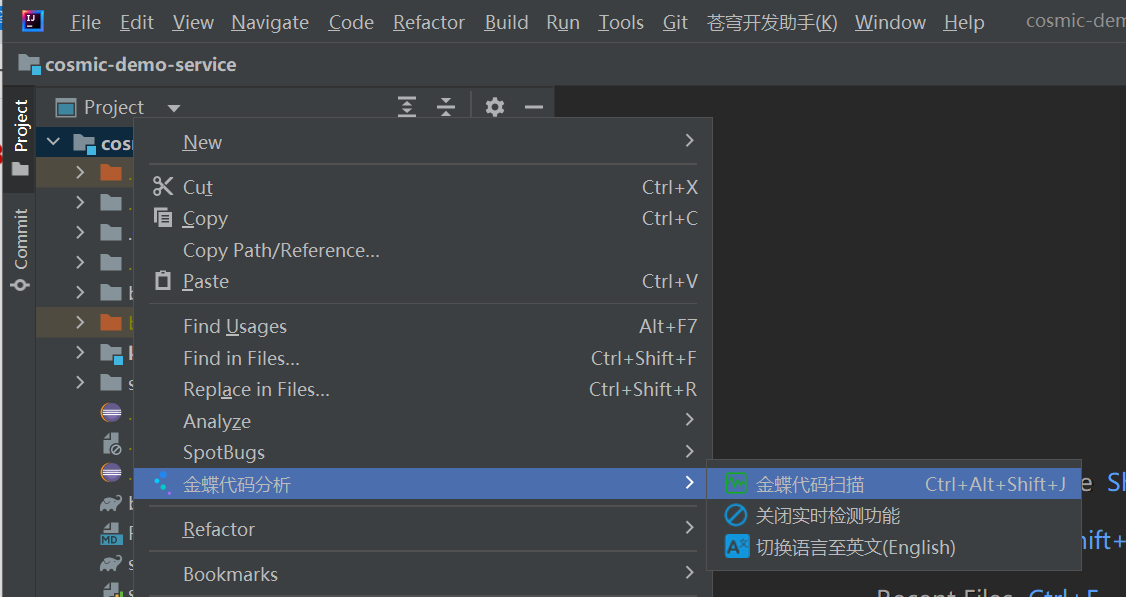 File Edit View Navigate Code Refactor Build Run Tools Git 苍穹开发助手(K) Window Help cosmic-dem
cosmic-demo-service
Project
Project
Commit
cos
New
Cut Ctrl+X
Copy Ctrl+C
Copy Path/Reference...
Paste Ctrl+V
Find Usages Alt+F7
Find in Files... Ctrl+Shift+F
Replace in Files... Ctrl+Shift+R
Analyze
SpotBugs
金蝶代码分析
金蝶代码扫描 Ctrl+Alt+Shift+J
关闭实时检测功能
切换语言至英文(English)
Refactor
Bookmarks
Recent Files Ctrl+E